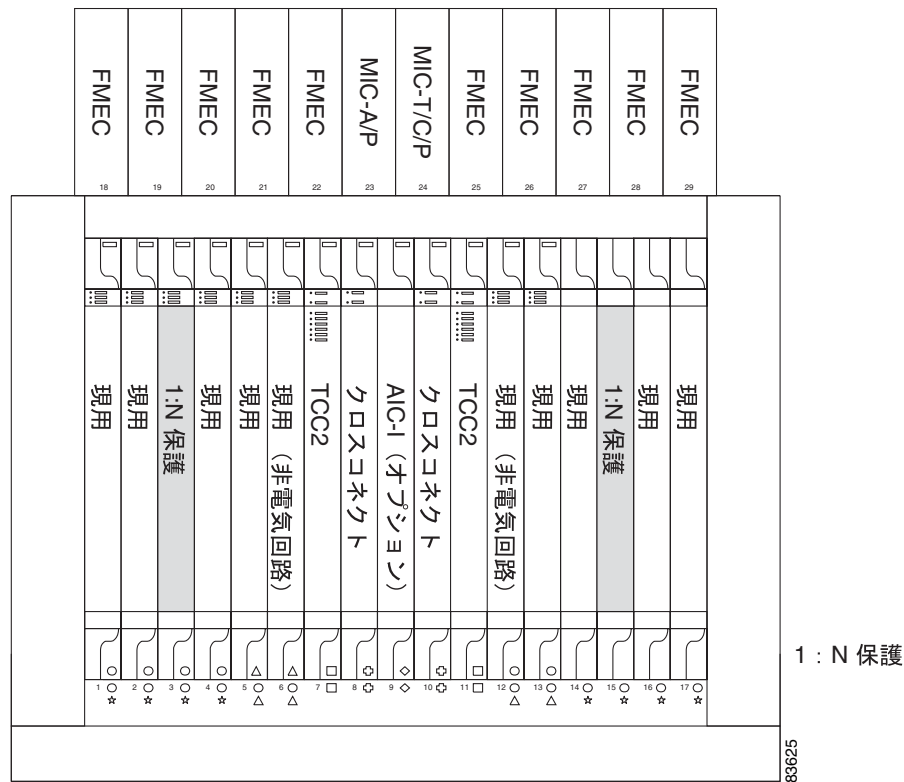 FMEC
FMEC
FMEC
FMEC
FMEC
MIC-A/P
MIC-T/C/P
FMEC
FMEC
FMEC
FMEC
FMEC
18
19
20
21
22
23
24
25
26
27
28
29
現用
現用
1:N 保護
現用
現用
現用 (非電気回路)
TCC2
クロスコネクト
AIC-I (オプション)
クロスコネクト
TCC2
現用 (非電気回路)
現用
現用
1:N 保護
現用
現用
1
2
3
4
5
6
7
8
9
10
11
12
13
14
15
16
17
1 : N 保護
83625